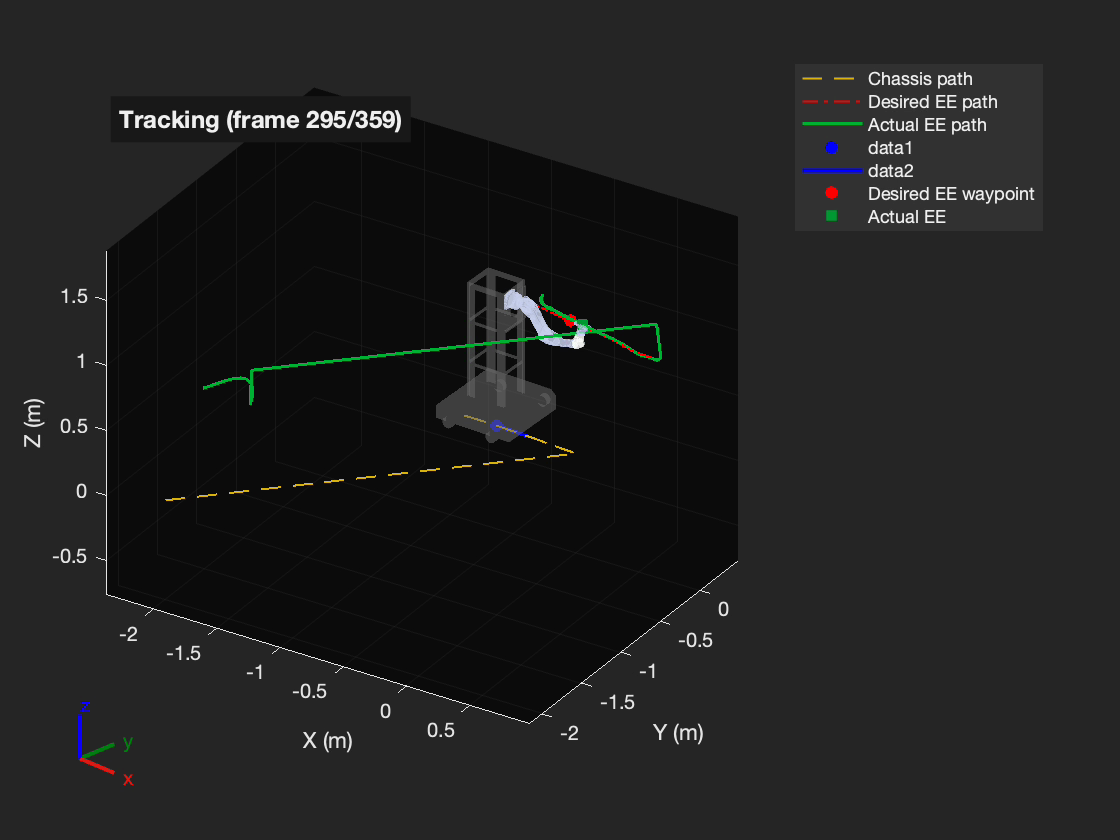 Tracking (frame 295/359)
Chassis path
Desired EE path
Actual EE path
data1
data2
Desired EE waypoint
Actual EE
1.5
1
0.5
0
-0.5
Z (m)
-2
-1.5
-1
-0.5
0
0.5
X (m)
0
-0.5
-1
-1.5
-2
Y (m)
z
y
x